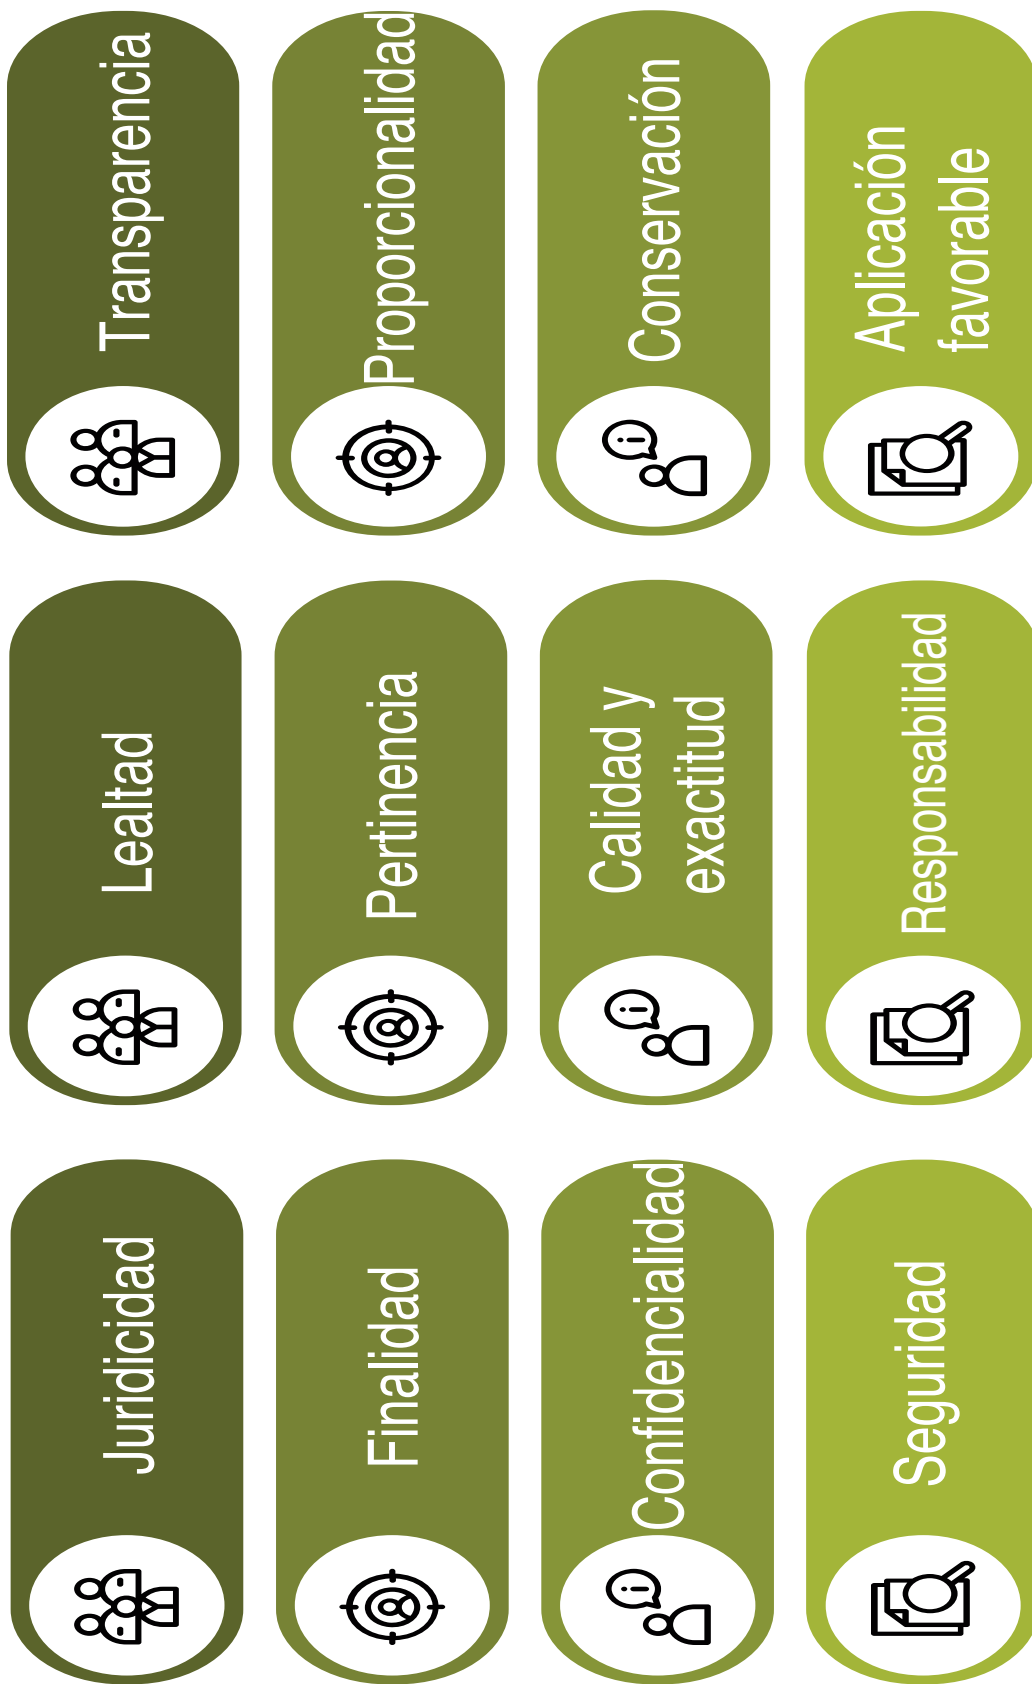 Juridicidad
Lealtad
Transparencia
Finalidad
Pertinencia
Proporcionalidad
Confidencialidad
Calidad y
exactitud
Conservación
Seguridad
Responsabilidad
Aplicación
favorable